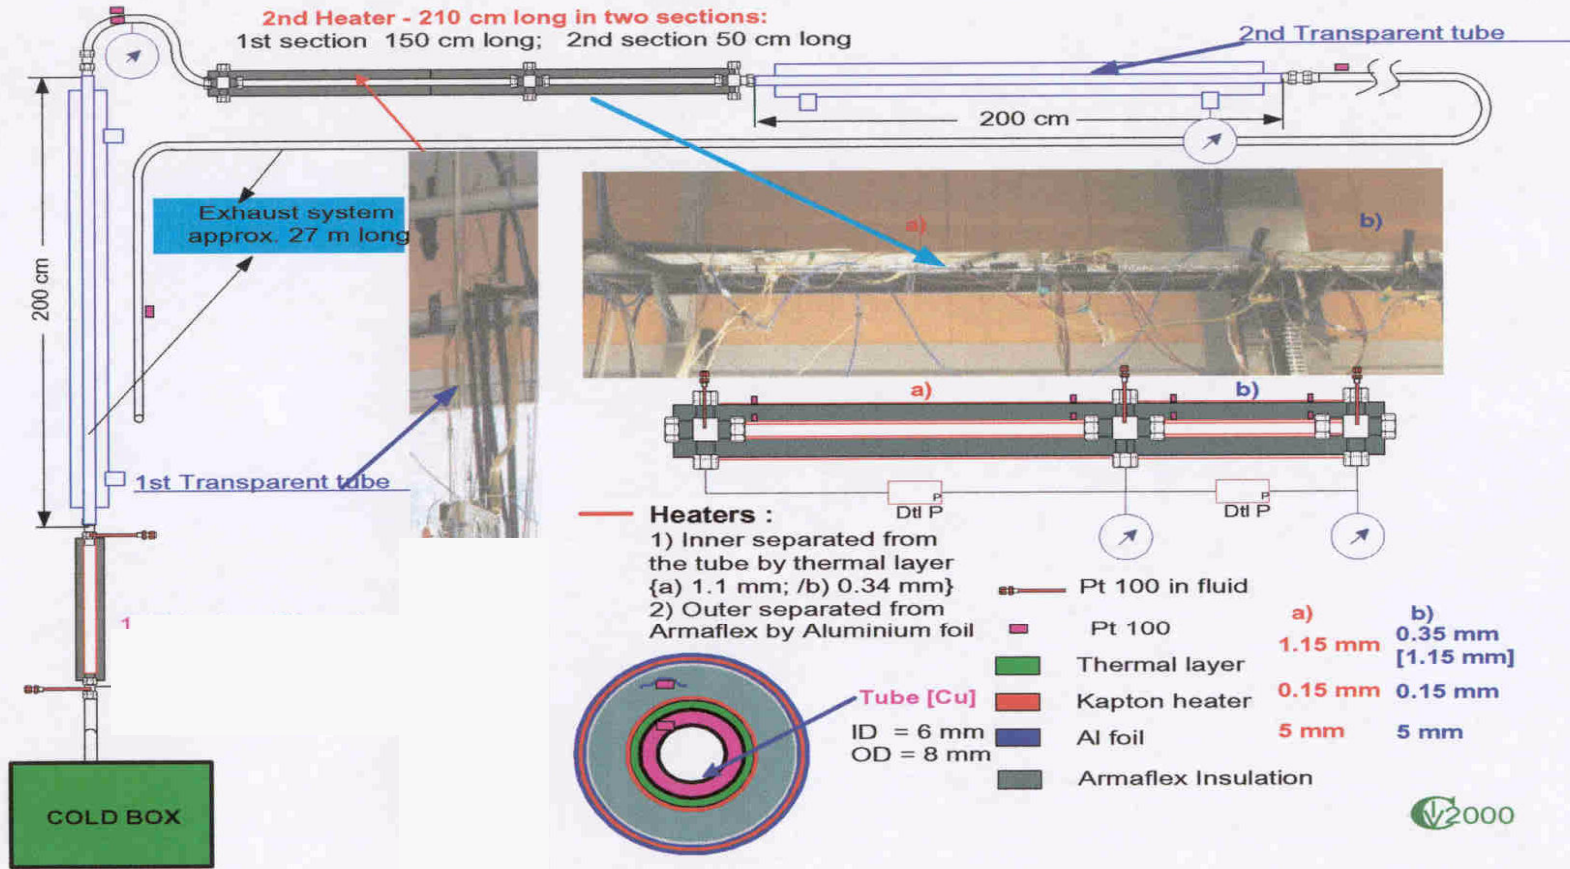 2nd Heater - 210 cm long in two sections:
1st section 150 cm long; 2nd section 50 cm long
2nd Transparent tube
200 cm
Exhaust system
approx. 27 m long
200 cm
a)
b)
1st Transparent tube
a)
b)
P
Dtl P
P
Dtl P
1
Heaters :
1) Inner separated from
the tube by thermal layer
{a) 1.1 mm; /b) 0.34 mm}
2) Outer separated from
Armaflex by Aluminium foil
Pt 100 in fluid
a)
b)
Pt 100
1.15 mm
0.35 mm
[1.15 mm]
Thermal layer
Kapton heater
0.15 mm
0.15 mm
Al foil
5 mm
5 mm
Armaflex Insulation
Tube [Cu]
ID = 6 mm
OD = 8 mm
COLD BOX
2000